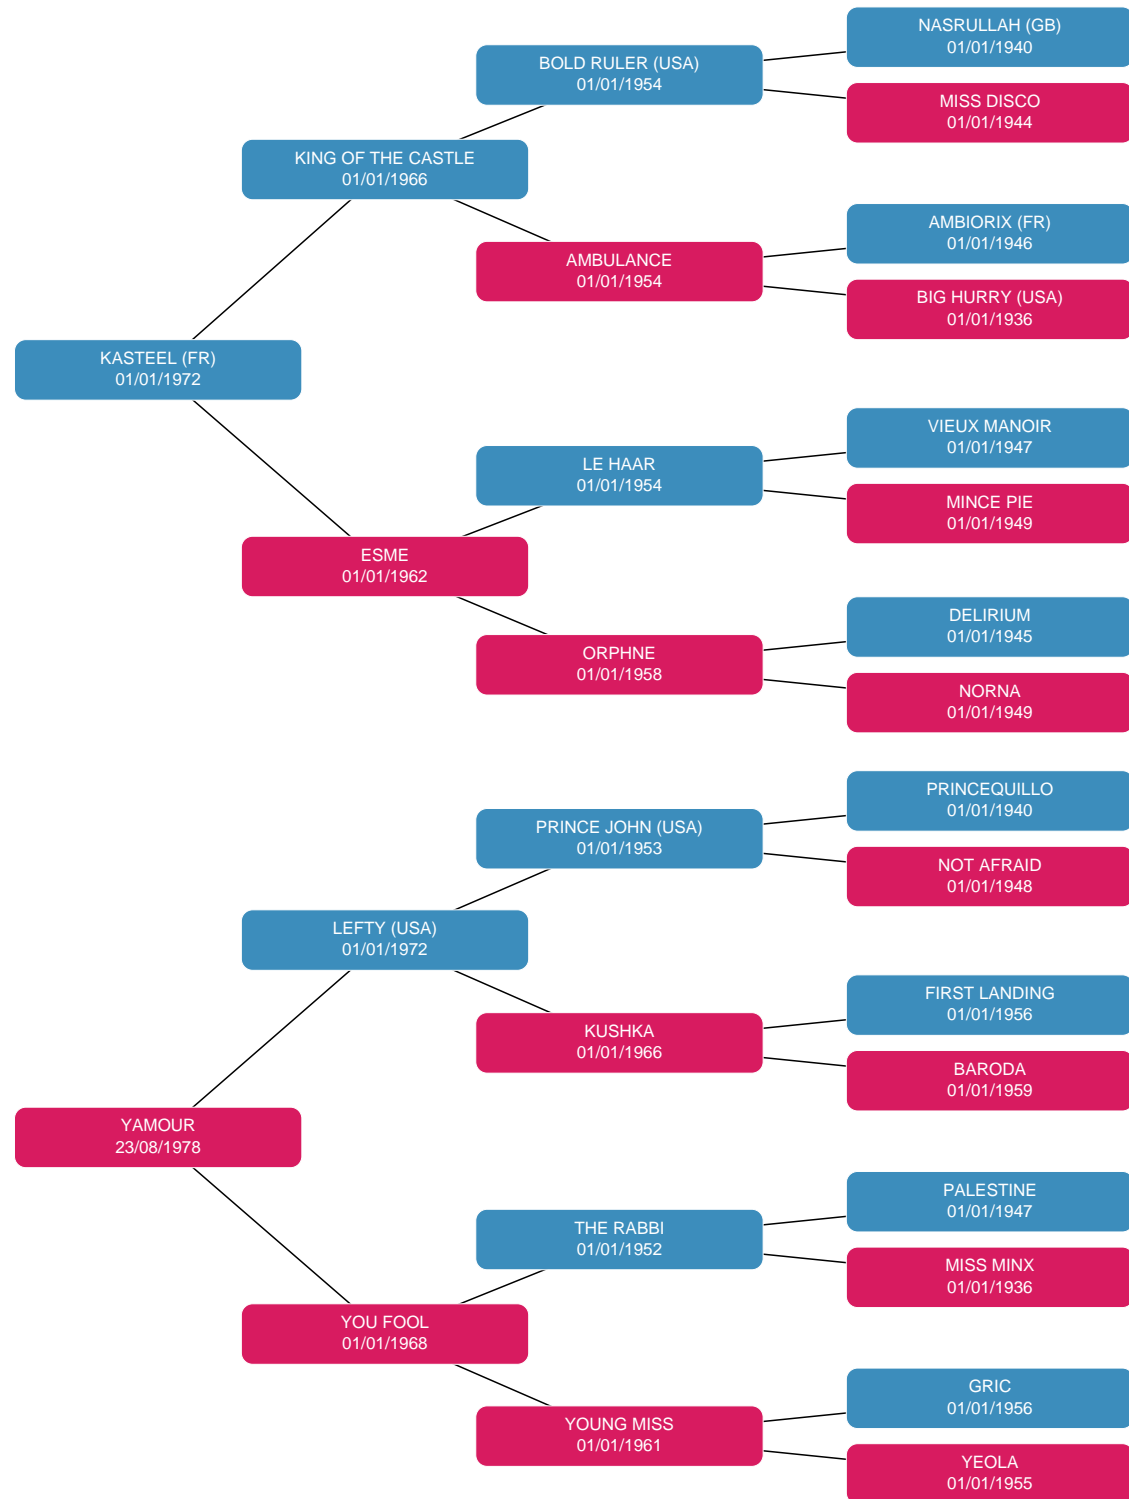 NASRULLAH (GB)
01/01/1940
BOLD RULER (USA)
01/01/1954
MISS DISCO
01/01/1944
KING OF THE CASTLE
01/01/1966
AMBIORIX (FR)
01/01/1946
AMBULANCE
01/01/1954
BIG HURRY (USA)
01/01/1936
KASTEEL (FR)
01/01/1972
VIEUX MANOIR
01/01/1947
LE HAAR
01/01/1954
MINCE PIE
01/01/1949
ESME
01/01/1962
DELIRIUM
01/01/1945
ORPHNE
01/01/1958
NORNA
01/01/1949
PRINCEQUILLO
01/01/1940
PRINCE JOHN (USA)
01/01/1953
NOT AFRAID
01/01/1948
LEFTY (USA)
01/01/1972
FIRST LANDING
01/01/1956
KUSHKA
01/01/1966
BARODA
01/01/1959
YAMOUR
23/08/1978
PALESTINE
01/01/1947
THE RABBI
01/01/1952
MISS MINX
01/01/1936
YOU FOOL
01/01/1968
GRIC
01/01/1956
YOUNG MISS
01/01/1961
YEOLA
01/01/1955